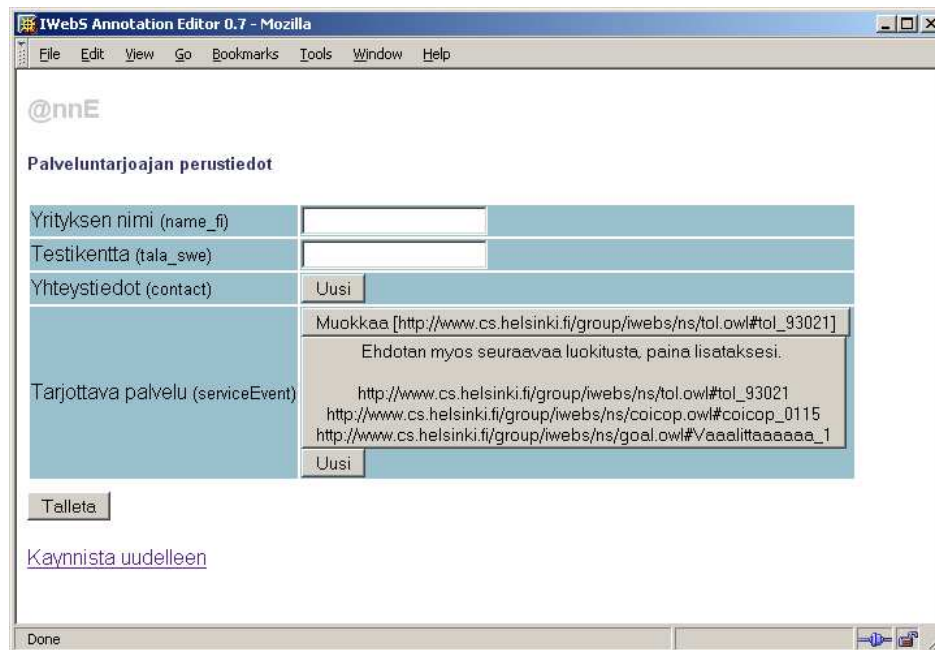 IWebS Annotation Editor 0.7 - Mozilla
File Edit View Go Bookmarks Tools Window Help
@nnE
Palveluntarjoajan perustiedot
Yrityksen nimi (name_fi)
Testikentta (tala_swe)
Yhteystiedot (contact) Uusi
Muokkaa [http://www.cs.helsinki.fi/group/iwebs/ns/tol.owl#tol_93021]
Ehdotan myos seuraavaa luokitusta, paina lisataksesi.
http://www.cs.helsinki.fi/group/iwebs/ns/tol.owl#tol_93021
Tarjottava palvelu (serviceEvent)
http://www.cs.helsinki.fi/group/iwebs/ns/coicop.owl#coicop_0115
http://www.cs.helsinki.fi/group/iwebs/ns/goal.owl#Vaaalittaaaaaa_1
Uusi
Talleta
Kaynnista uudelleen
Done